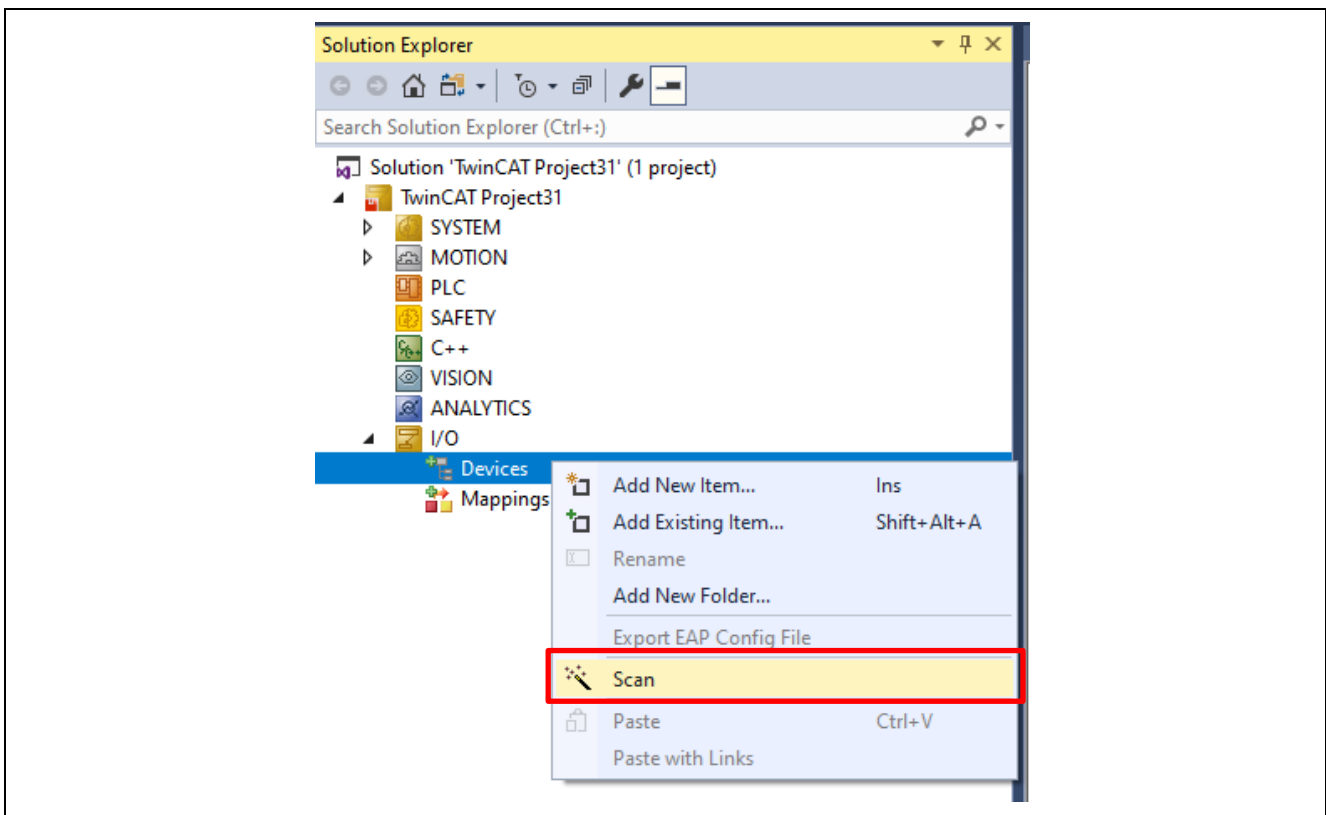 Solution Explorer
Search Solution Explorer (Ctrl+:)
Solution 'TwinCAT Project31' (1 project)
TwinCAT Project31
SYSTEM
MOTION
PLC
SAFETY
C++
VISION
ANALYTICS
I/O
Devices
Mappings
Add New Item... Ins
Add Existing Item... Shift+Alt+A
Rename
Add New Folder...
Export EAP Config File
Scan
Paste Ctrl+V
Paste with Links